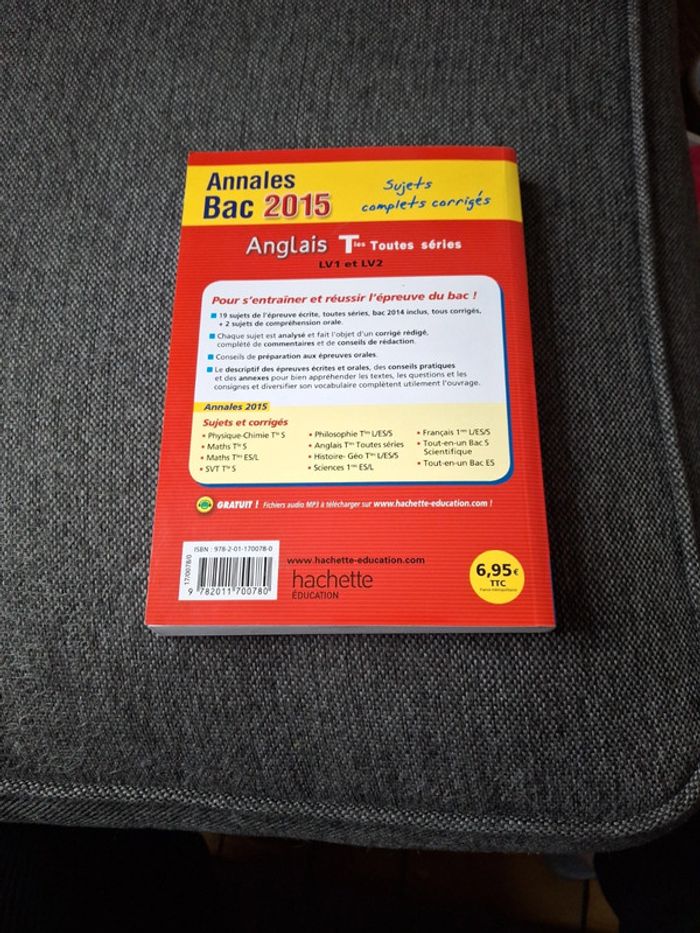 Annales
Bac 2015
Sujets
complets corrigés
Anglais Tles Toutes séries
LV1 et LV2
Pour s'entraîner et réussir l'épreuve du bac !
19 sujets de l'épreuve écrite, toutes séries, bac 2014 inclus, tous corrigés,
+ 2 sujets de compréhension orale.
Chaque sujet est analysé et fait l'objet d'un corrigé rédigé,
complété de commentaires et de conseils de rédaction.
Conseils de préparation aux épreuves orales.
Le descriptif des épreuves écrites et orales, des conseils pratiques
et des annexes pour bien appréhender les textes, les questions et les
consignes et diversifier son vocabulaire complètent utilement l'ouvrage.
Annales 2015
Sujets et corrigés
• Physique-Chimie Tle S
• Maths Tle S
• Maths Tles ES/L
• SVT Tle S
• Philosophie Tles L/ES/S
• Anglais Tles Toutes séries
• Histoire-Géo Tles L/ES/S
• Sciences 1res ES/L
• Français 1res L/ES/S
• Tout-en-un Bac S
Scientifique
• Tout-en-un Bac ES
GRATUIT ! Fichiers audio MP3 à télécharger sur www.hachette-education.com !
ISBN : 978-2-01-170078-0
17/0078/0
9 782011 700780
www.hachette-education.com
hachette
ÉDUCATION
6,95 €
TTC
France métropolitaine